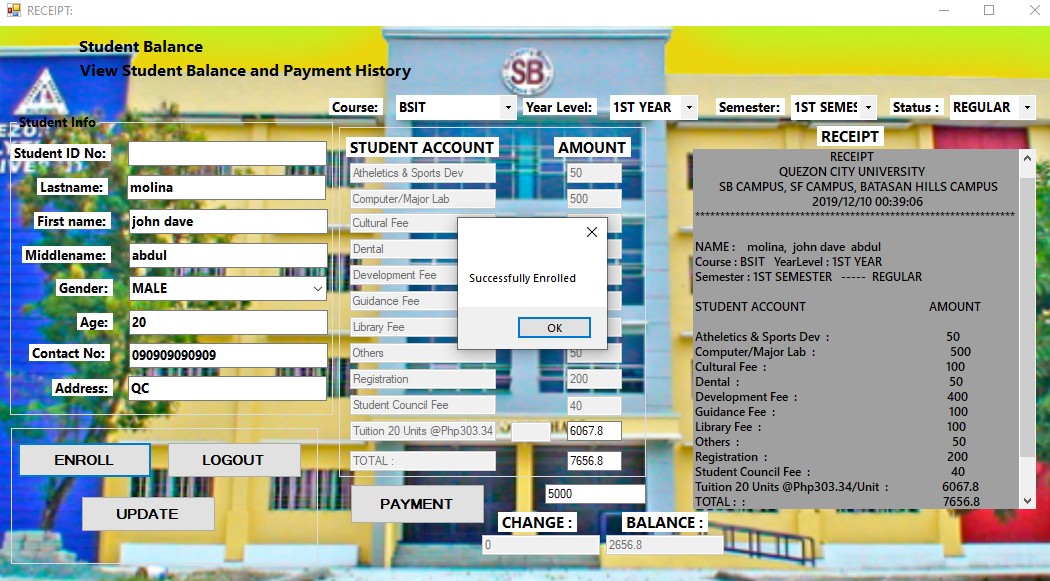 RECEIPT:
Student Balance
View Student Balance and Payment History
SB
Course: BSIT Year Level: 1ST YEAR Semester: 1ST SEMES Status : REGULAR
Student Info
Student ID No:
Lastname: molina
First name: john dave
Middlename: abdul
Gender: MALE
Age: 20
Contact No: 090909090909
Address: QC
ENROLL
LOGOUT
UPDATE
STUDENT ACCOUNT AMOUNT
Atheletics & Sports Dev 50
Computer/Major Lab 500
Cultural Fee
Dental
Development Fee
Guidance Fee
Library Fee
Others 50
Registration 200
Student Council Fee 40
Tuition 20 Units @Php303.34 6067.8
TOTAL : 7656.8
PAYMENT
5000
CHANGE : BALANCE :
0 2656.8
Successfully Enrolled
OK
RECEIPT
RECEIPT
QUEZON CITY UNIVERSITY
SB CAMPUS, SF CAMPUS, BATASAN HILLS CAMPUS
2019/12/10 00:39:06
****************************************************************
NAME : molina, john dave abdul
Course : BSIT YearLevel : 1ST YEAR
Semester : 1ST SEMESTER ----- REGULAR
STUDENT ACCOUNT AMOUNT
Atheletics & Sports Dev : 50
Computer/Major Lab : 500
Cultural Fee : 100
Dental : 50
Development Fee : 400
Guidance Fee : 100
Library Fee : 100
Others : 50
Registration : 200
Student Council Fee : 40
Tuition 20 Units @Php303.34/Unit : 6067.8
TOTAL : : 7656.8